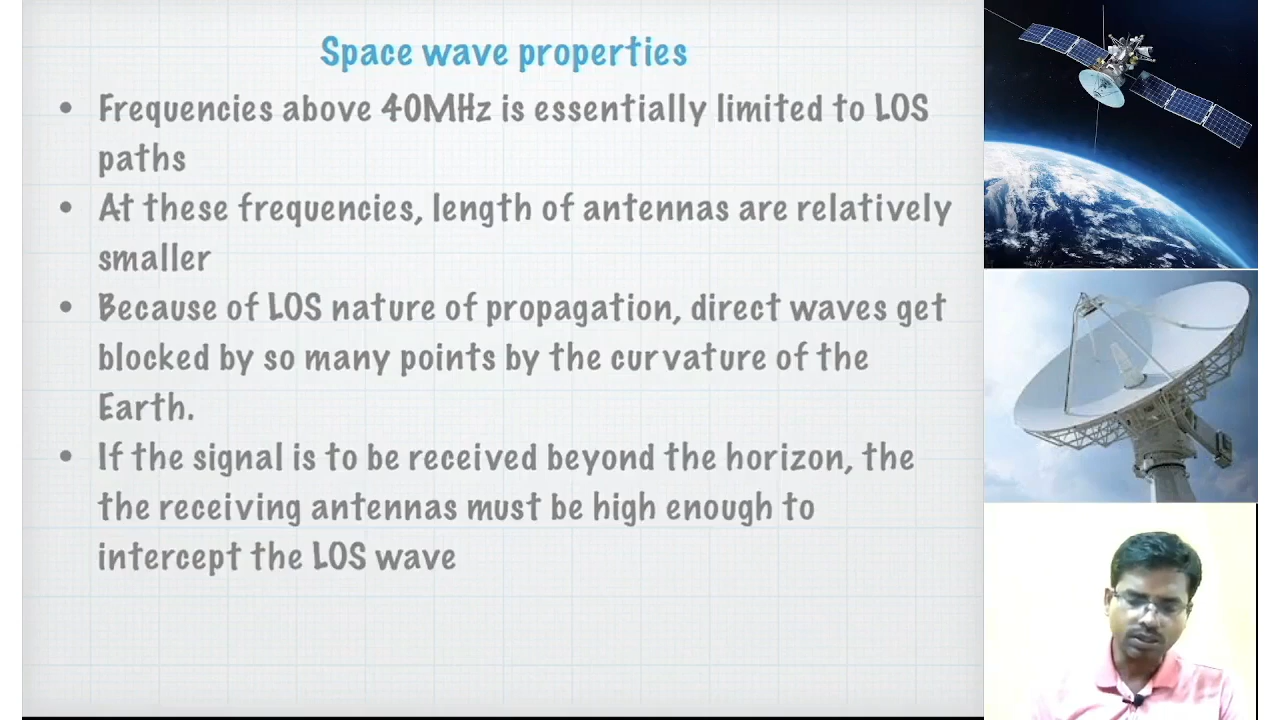 Space wave properties
• Frequencies above 40MHz is essentially limited to LOS
paths
• At these frequencies, length of antennas are relatively
smaller
• Because of LOS nature of propagation, direct waves get
blocked by so many points by the curvature of the
Earth.
• If the signal is to be received beyond the horizon, the
the receiving antennas must be high enough to
intercept the LOS wave